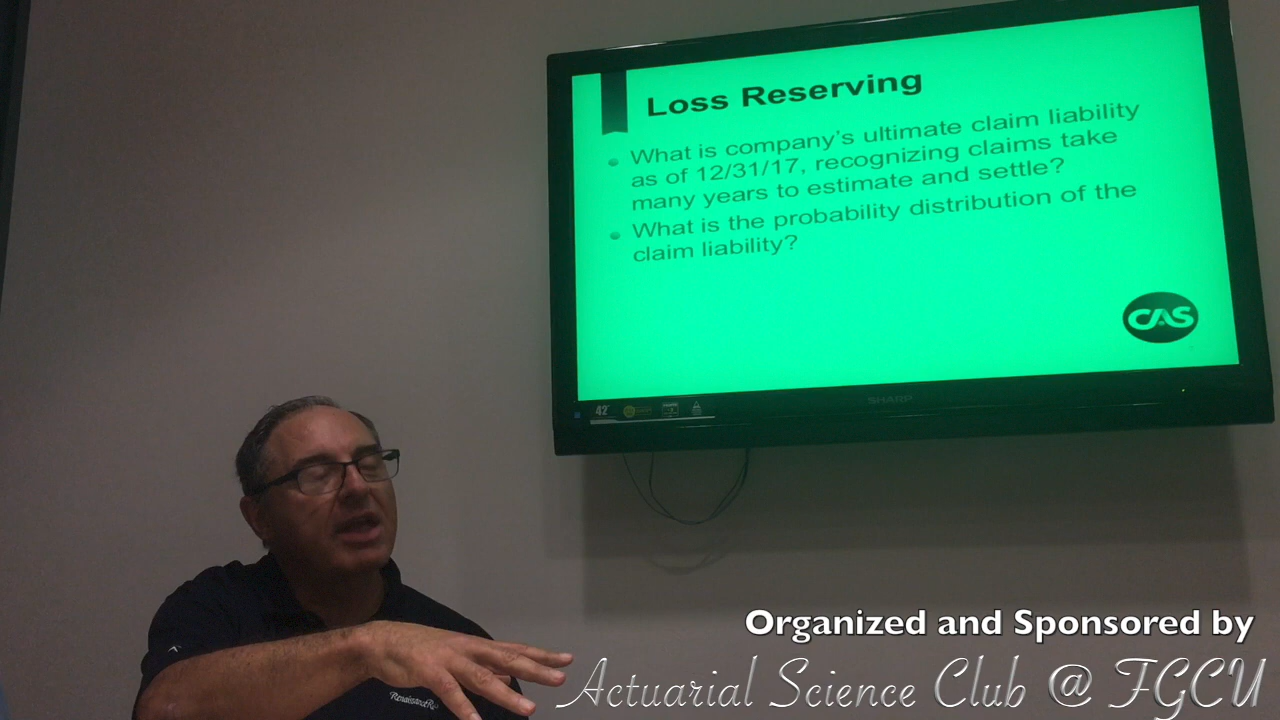 Loss Reserving
What is company's ultimate claim liability
as of 12/31/17, recognizing claims take
many years to estimate and settle?
What is the probability distribution of the
claim liability?
CAS
42°
SHARP
Organized and Sponsored by
Actuarial Science Club @ FGCU